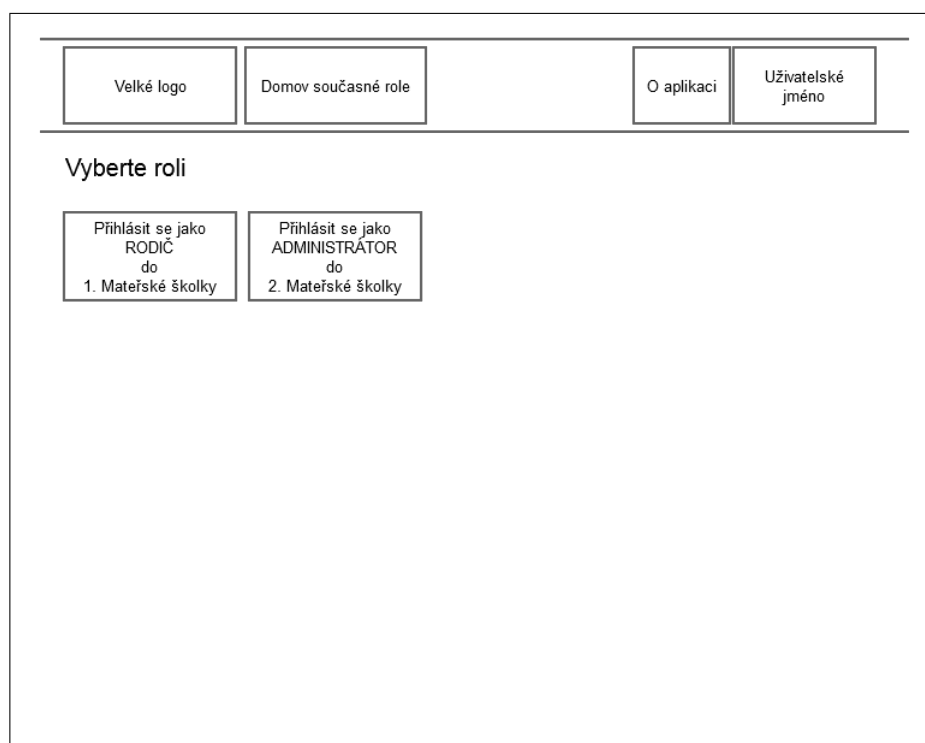 Velké logo
Domov současné role
O aplikaci
Uživatelské
jméno
Vyberte roli
Přihlásit se jako
RODIČ
do
1. Mateřské školky
Přihlásit se jako
ADMINISTRÁTOR
do
2. Mateřské školky